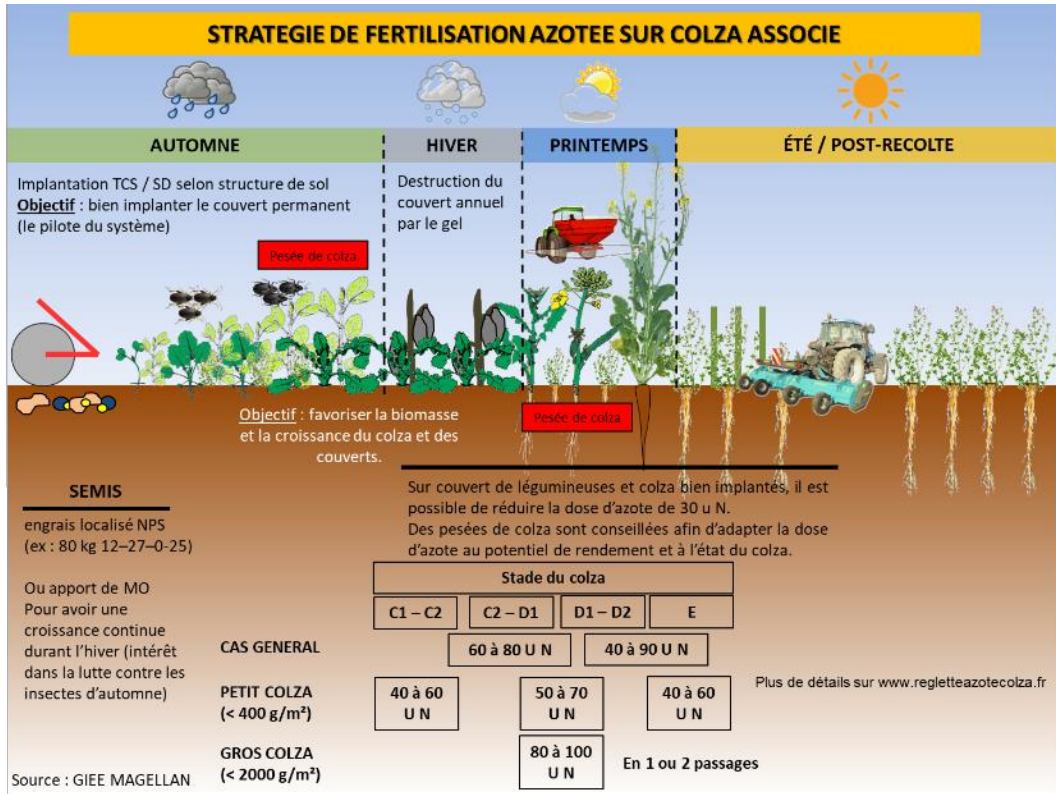 STRATEGIE DE FERTILISATION AZOTEE SUR COLZA ASSOCIE
AUTOMNE
HIVER
PRINTEMPS
ÉTÉ / POST-RECOLTE
Implantation TCS / SD selon structure de sol
Objectif : bien implanter le couvert permanent
(le pilote du système)
Destruction du
couvert annuel
par le gel
Pesée de colza
Objectif : favoriser la biomasse
et la croissance du colza et des
couverts.
Pesée de colza
SEMIS
engrais localisé NPS
(ex : 80 kg 12–27–0-25)
Ou apport de MO
Pour avoir une
croissance continue
durant l'hiver (intérêt
dans la lutte contre les
insectes d'automne)
Sur couvert de légumineuses et colza bien implantés, il est
possible de réduire la dose d'azote de 30 u N.
Des pesées de colza sont conseillées afin d'adapter la dose
d'azote au potentiel de rendement et à l'état du colza.
Stade du colza
C1 – C2
C2 – D1
D1 – D2
E
CAS GENERAL
60 à 80 U N
40 à 90 U N
PETIT COLZA
(< 400 g/m²)
40 à 60
U N
50 à 70
U N
40 à 60
U N
Plus de détails sur www.regletteazotecolza.fr
GROS COLZA
(< 2000 g/m²)
80 à 100
U N
En 1 ou 2 passages
Source : GIEE MAGELLAN